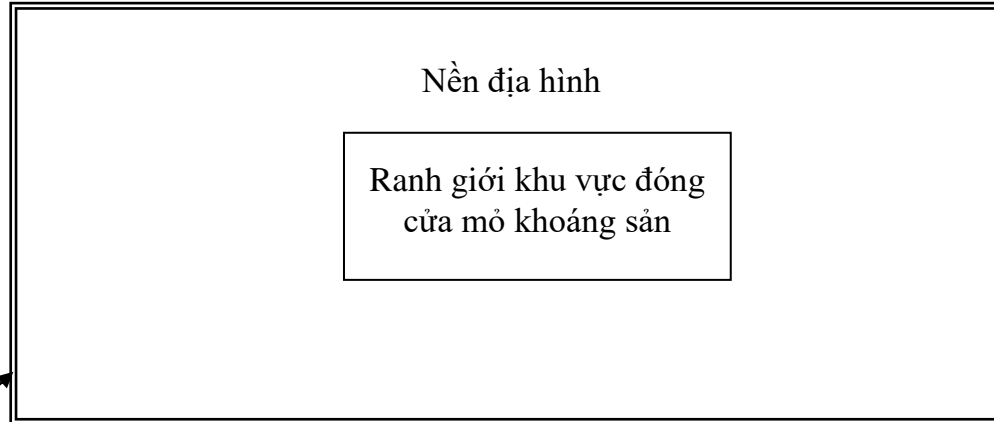 Nền địa hình
Ranh giới khu vực đóng
cửa mỏ khoáng sản